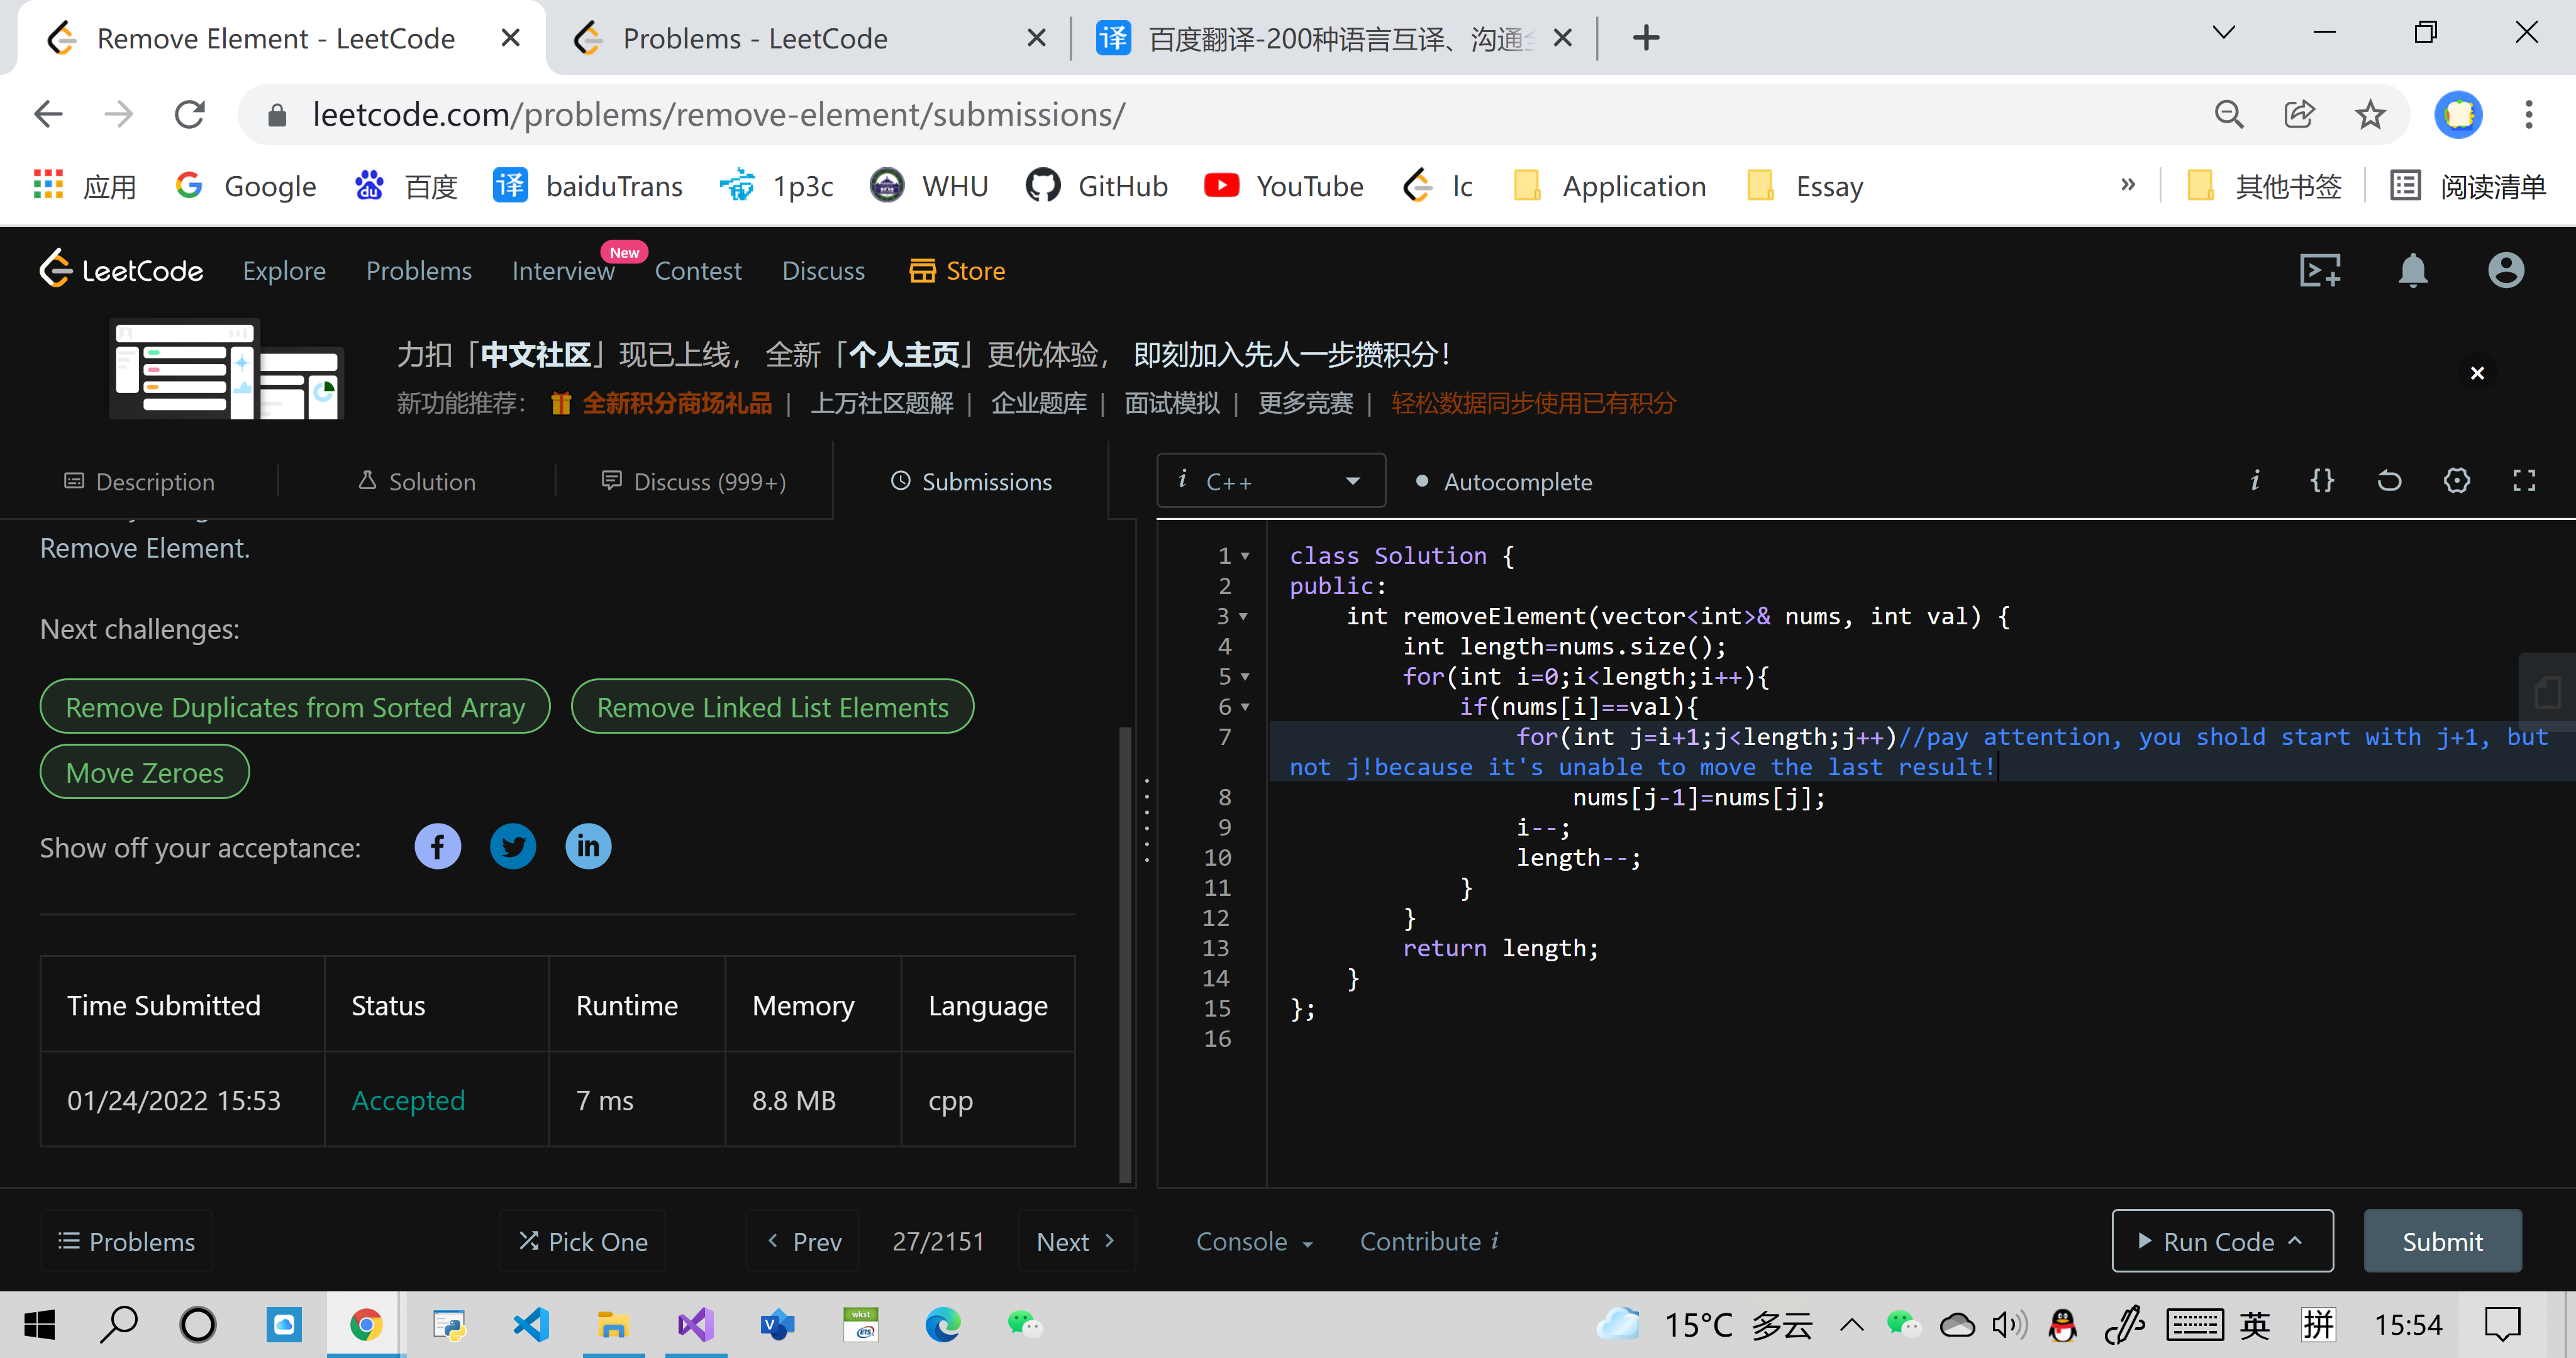 Remove Element - LeetCode
Problems - LeetCode
译 百度翻译-200种语言互译、沟通
leetcode.com/problems/remove-element/submissions/
应用
Google
百度
译 baiduTrans
1p3c
WHU
GitHub
YouTube
lc
Application
Essay
»
其他书签
阅读清单
LeetCode
Explore
Problems
Interview
New
Contest
Discuss
Store
力扣「中文社区」现已上线， 全新「个人主页」更优体验， 即刻加入先人一步攒积分！
新功能推荐： 全新积分商场礼品 | 上万社区题解 | 企业题库 | 面试模拟 | 更多竞赛 | 轻松数据同步使用已有积分
Description
Solution
Discuss (999+)
Submissions
i C++
Autocomplete
i {}
Remove Element.
Next challenges:
Remove Duplicates from Sorted Array
Remove Linked List Elements
Move Zeroes
Show off your acceptance:
Time Submitted Status Runtime Memory Language
01/24/2022 15:53 Accepted 7 ms 8.8 MB cpp
1 class Solution {
2 public:
3 int removeElement(vector<int>& nums, int val) {
4 int length=nums.size();
5 for(int i=0;i<length;i++){
6 if(nums[i]==val){
7 for(int j=i+1;j<length;j++)//pay attention, you shold start with j+1, but
not j!because it's unable to move the last result!
8 nums[j-1]=nums[j];
9 i--;
10 length--;
11 }
12 }
13 return length;
14 }
15 };
16
Problems
Pick One
Prev
27/2151
Next
Console
Contribute i
Run Code
Submit
wkst
15°C 多云
英
拼
15:54